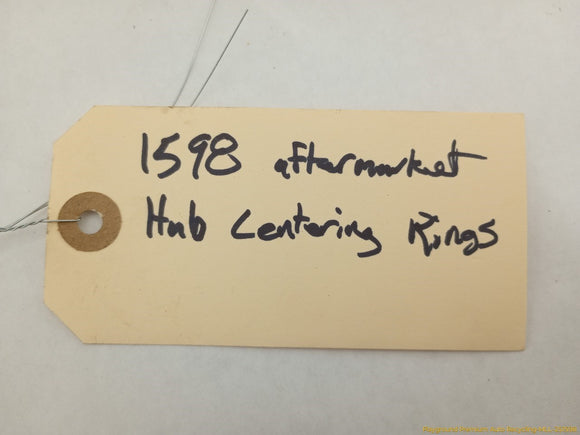 1598 aftermarket
Hub Centering Rings